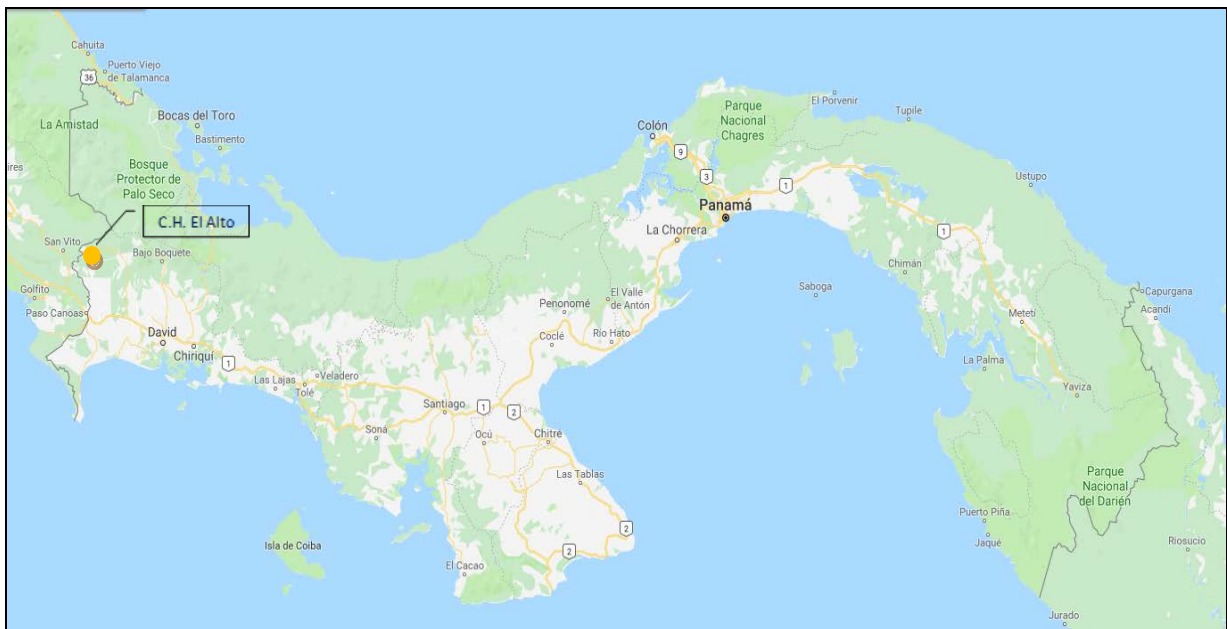 Cahuita
Puerto Viejo
de Talamanca
36
La Amistad
Bocas del Toro
Bastimento
Bosque
Protector de
Palo Seco
ires
C.H. El Alto
San Vito
Bajo Boquete
Golfito
Paso Canoas
David
Chiriquí
1
Las Lajas
Tolé
Veladero
Santiago
Soná
1
2
Ocú
Chitré
Las Tablas
2
2
El Cacao
Isla de Coiba
Penonomé
Coclé
El Valle
de Antón
Río Hato
Colón
9
3
Parque
Nacional
Chagres
El Porvenir
Tupile
1
Panamá
La Chorrera
Ustupo
1
Chimán
Saboga
Metetí
La Palma
Yaviza
Capurgana
Acandí
Parque
Nacional
del Darién
Puerto Piña
Jaqué
Riosucio
Jurado